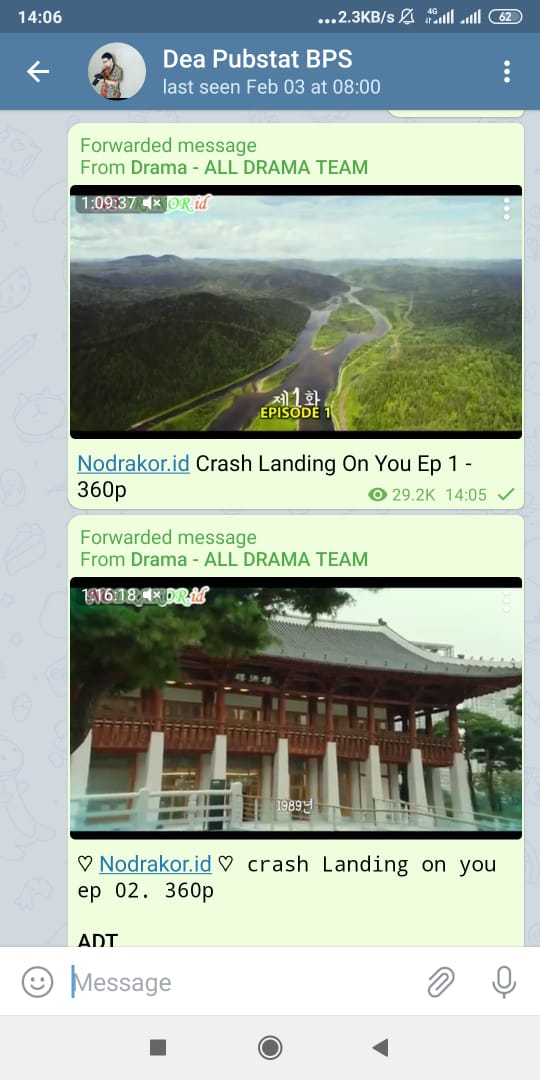 14:06
...2.3KB/s 4G 62
Dea Pubstat BPS
last seen Feb 03 at 08:00
Forwarded message
From Drama - ALL DRAMA TEAM
1:09:37 OR.id
제1화
EPISODE 1
Nodrakor.id Crash Landing On You Ep 1 -
360p
29.2K 14:05
Forwarded message
From Drama - ALL DRAMA TEAM
1:16:18 OR.id
1989년
♡ Nodrakor.id ♡ crash Landing on you
ep 02. 360p
ADT
Message